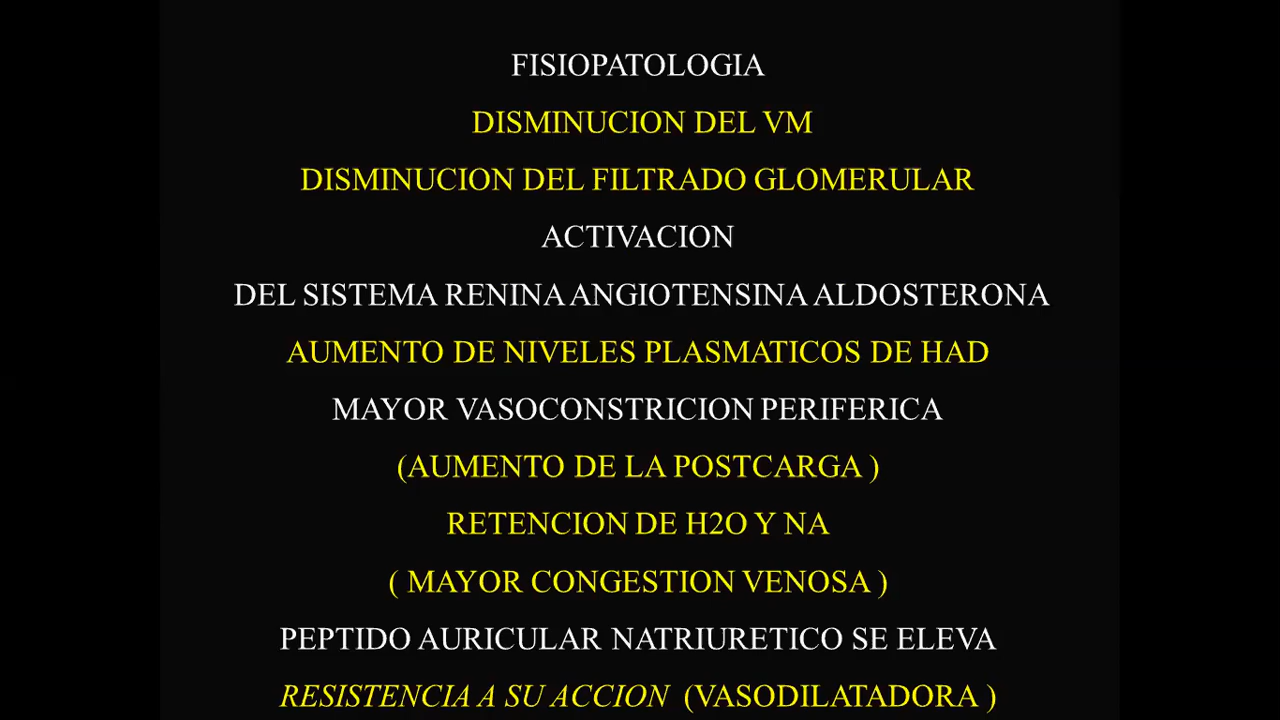 FISIOPATOLOGIA
DISMINUCION DEL VM
DISMINUCION DEL FILTRADO GLOMERULAR
ACTIVACION
DEL SISTEMA RENINA ANGIOTENSINA ALDOSTERONA
AUMENTO DE NIVELES PLASMATICOS DE HAD
MAYOR VASOCONSTRICION PERIFERICA
(AUMENTO DE LA POSTCARGA )
RETENCION DE H2O Y NA
( MAYOR CONGESTION VENOSA )
PEPTIDO AURICULAR NATRIURETICO SE ELEVA
RESISTENCIA A SU ACCION (VASODILATADORA )